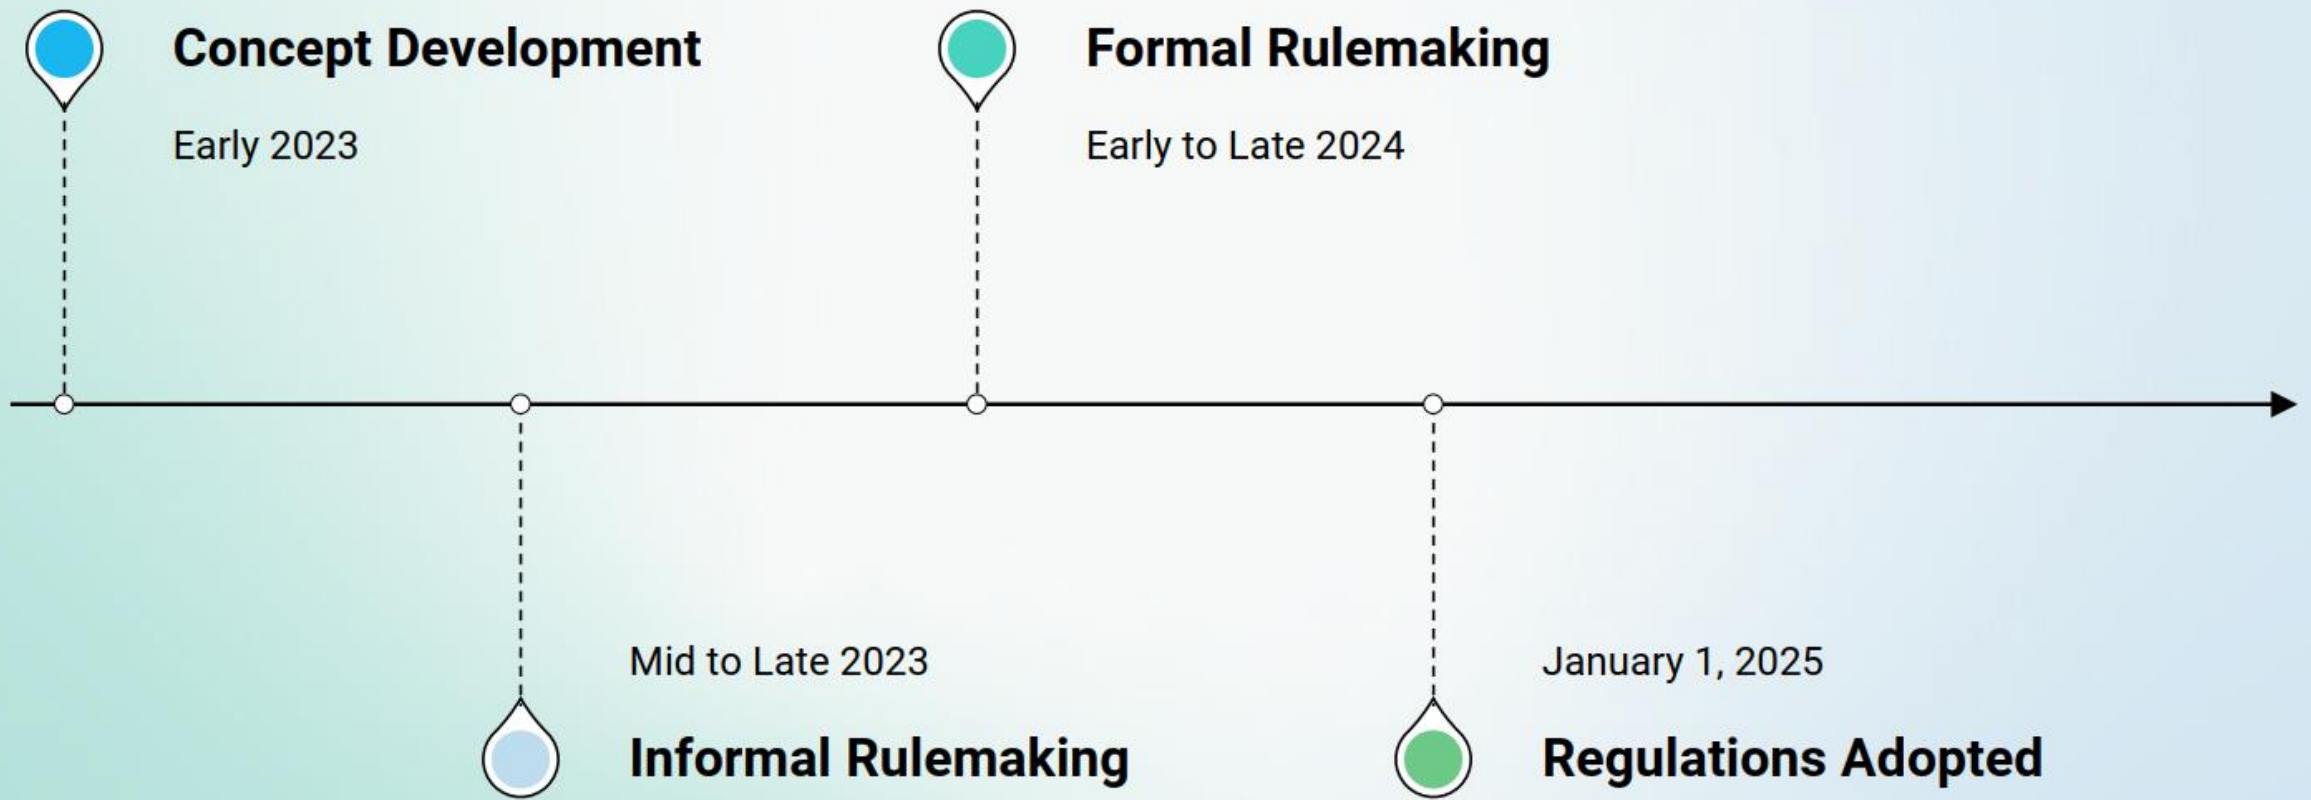 Concept Development
Early 2023
Formal Rulemaking
Early to Late 2024
Mid to Late 2023
Informal Rulemaking
January 1, 2025
Regulations Adopted